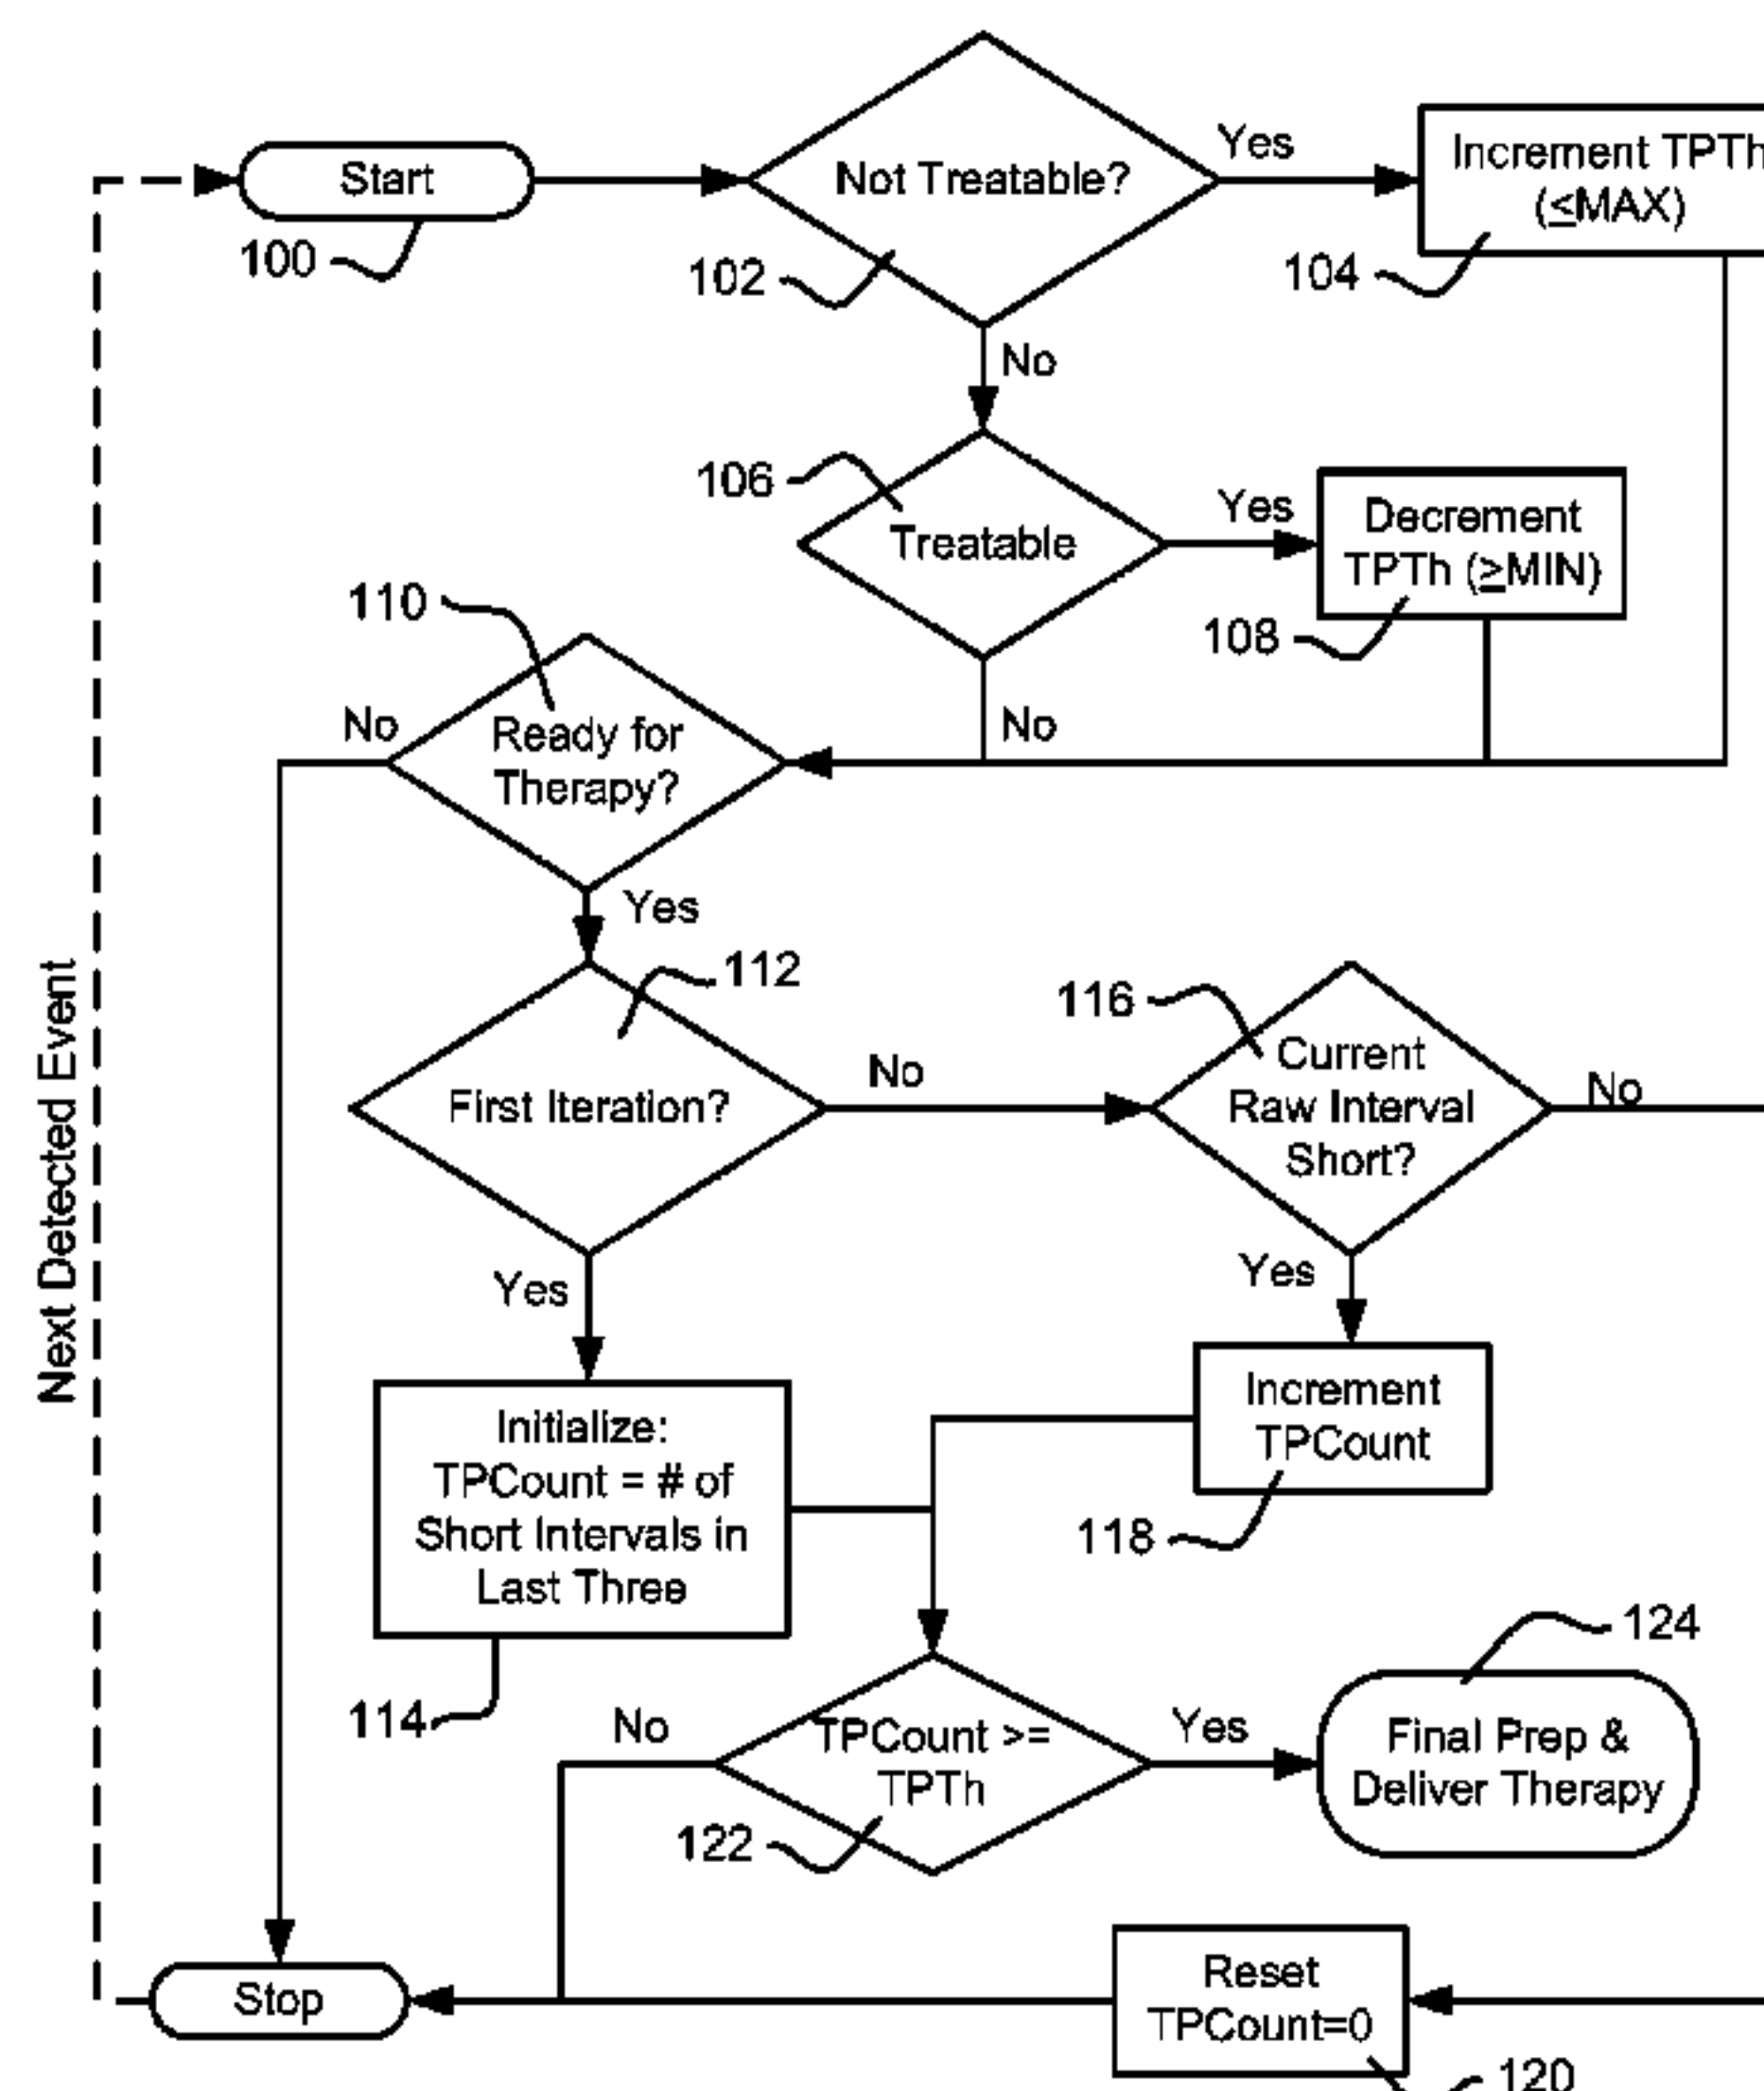 Start
100
Not Treatable?
102
Yes
Increment TPTh
(≤MAX)
104
No
106
Treatable
Yes
Decrement
TPTh (≥MIN)
108
No
110
Ready for
Therapy?
No
Yes
112
First Iteration?
No
116
Current
Raw Interval
Short?
No
Yes
Yes
Initialize:
TPCount = # of
Short Intervals in
Last Three
114
Increment
TPCount
118
TPCount >=
TPTh
122
No
Yes
124
Final Prep &
Deliver Therapy
Reset
TPCount=0
120
Stop
Next Detected Event